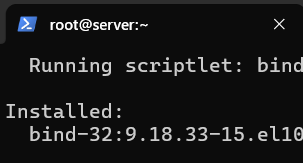 root@server:~
Running scriptlet: bind
Installed:
bind-32:9.18.33-15.el10